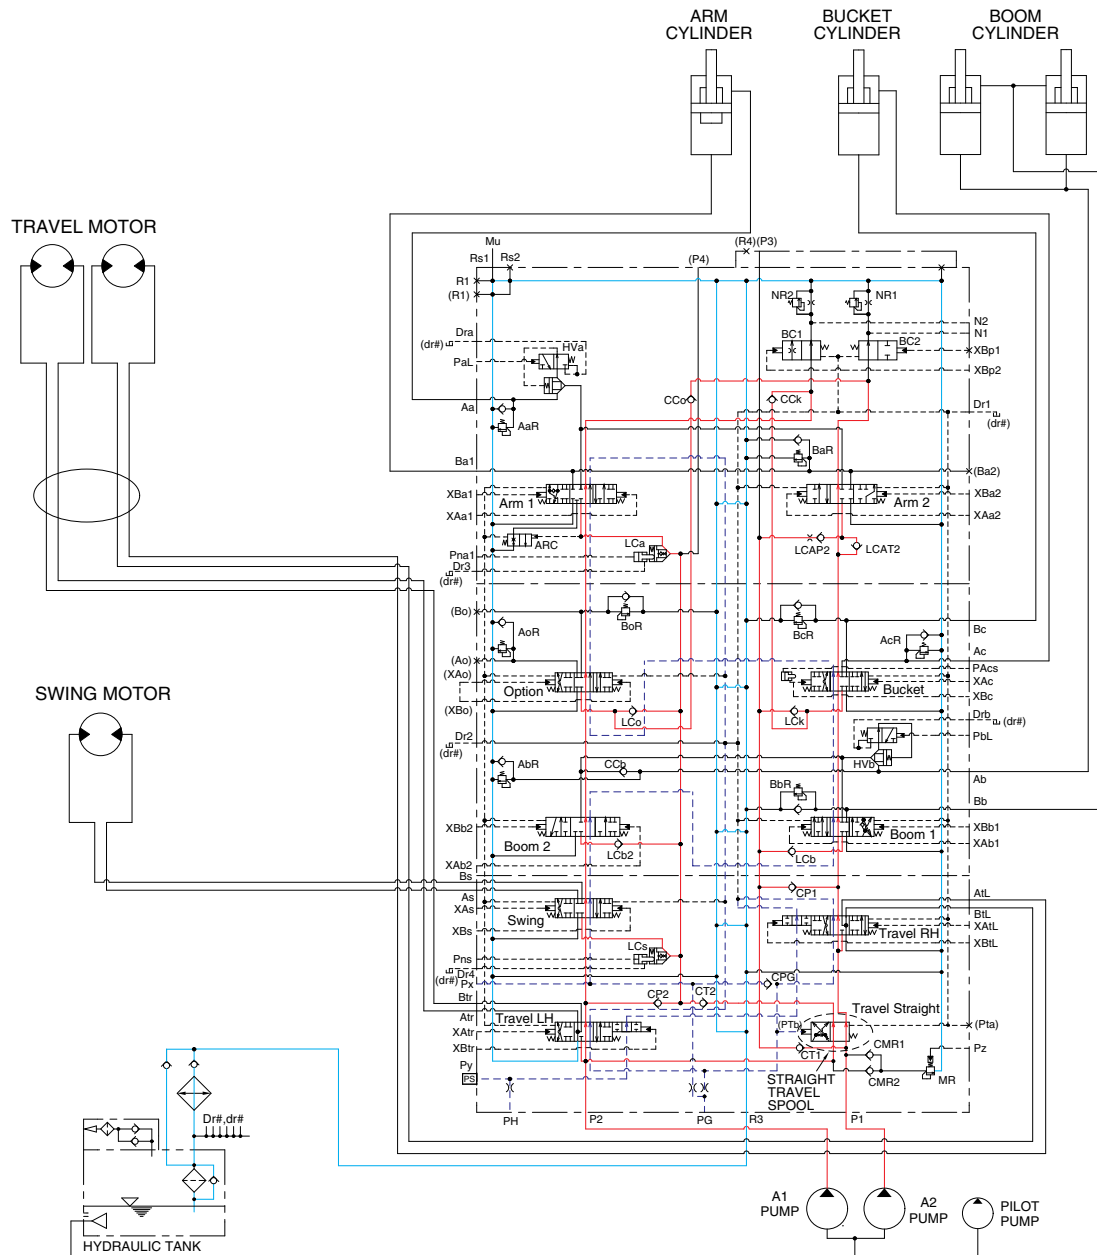 ARM
CYLINDER
BUCKET
CYLINDER
BOOM
CYLINDER
TRAVEL MOTOR
Mu
Rs1
Rs2
(R4)(P3)
(P4)
R1
(R1)
NR2
NR1
N2
N1
Dra
(dr#)
HVa
BC1
BC2
XBp1
PaL
XBp2
CCo
CCk
Dr1
(dr#)
Aa
AaR
BaR
Ba1
(Ba2)
XBa1
Arm 1
Arm 2
XBa2
XAa1
XAa2
ARC
LCa
LCAP2
LCAT2
Pna1
Dr3
(dr#)
(Bo)
BoR
BcR
Bc
AoR
AcR
Ac
(Ao)
PAcs
(XAo)
Option
Bucket
XAc
XBc
(XBo)
LCo
LCk
Drb
(dr#)
SWING MOTOR
Dr2
(dr#)
PbL
HVb
AbR
CCb
BbR
Ab
Bb
XBb2
Boom 2
Boom 1
XBb1
XAb1
LCb2
LCb
XAb2
Bs
CP1
As
AtL
XAs
Swing
BtL
XAtL
XBs
Travel RH
XBtL
LCs
Pns
Dr4
(dr#)
Px
CPG
Btr
CP2
CT2
Travel Straight
Atr
Travel LH
(PTb)
(Pta)
XAtr
CMR1
XBtr
CT1
Pz
Py
PS
STRAIGHT
TRAVEL
SPOOL
CMR2
MR
PH
P2
PG
R3
P1
Dr#,dr#
A1
PUMP
A2
PUMP
PILOT
PUMP
HYDRAULIC TANK